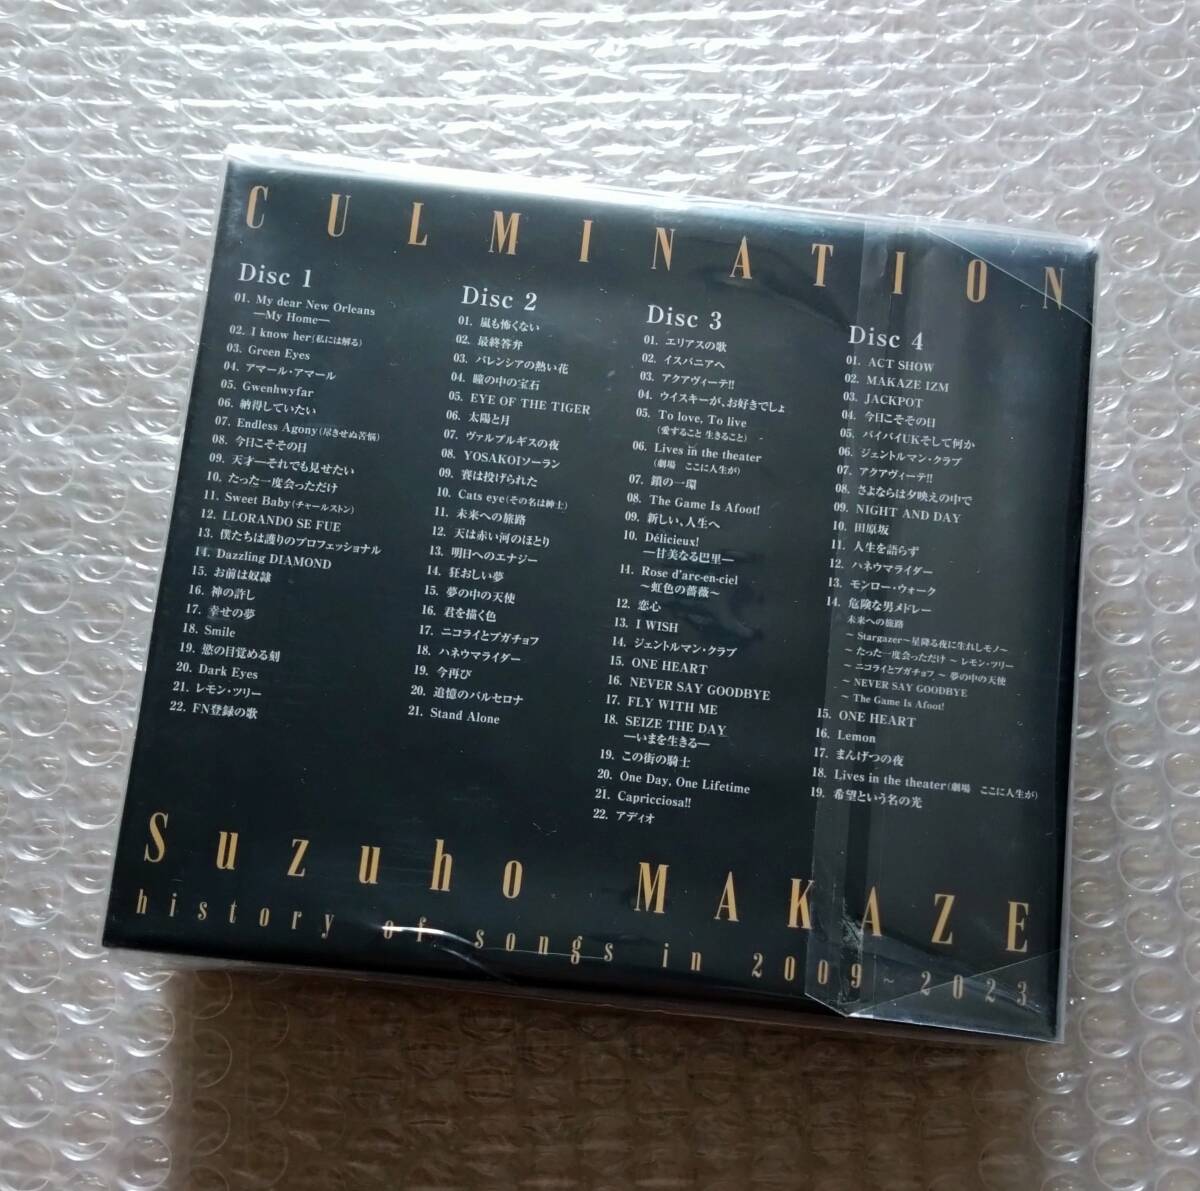 CULMINATION
Disc 1
01. My dear New Orleans
—My Home—
02. I know her(私には解る)
03. Green Eyes
04. アマール・アマール
05. Gwenhwyfar
06. 納得していたい
07. Endless Agony(尽きせぬ苦悩)
08. 今日こそその日
09. 天才―それでも見せたい
10. たった一度会っただけ
11. Sweet Baby(チャールストン)
12. LLORANDO SE FUE
13. 僕たちは護りのプロフェッショナル
14. Dazzling DIAMOND
15. お前は奴隷
16. 神の許し
17. 幸せの夢
18. Smile
19. 慾の目覚める刻
20. Dark Eyes
21. レモン・ツリー
22. FN登録の歌
Disc 2
01. 嵐も怖くない
02. 最終答弁
03. バレンシアの熱い花
04. 瞳の中の宝石
05. EYE OF THE TIGER
06. 太陽と月
07. ヴァルプルギスの夜
08. YOSAKOIソーラン
09. 賽は投げられた
10. Cats eye(その名は紳士)
11. 未来への旅路
12. 天は赤い河のほとり
13. 明日へのエナジー
14. 狂おしい夢
15. 夢の中の天使
16. 君を描く色
17. ニコライとプガチョフ
18. ハネウマライダー
19. 今再び
20. 追憶のバルセロナ
21. Stand Alone
Disc 3
01. エリアスの歌
02. イスパニアへ
03. アクアヴィーテ!!
04. ウイスキーが、お好きでしょ
05. To love, To live
(愛すること 生きること)
06. Lives in the theater
(劇場 ここに人生が)
07. 鎖の一環
08. The Game Is Afoot!
09. 新しい、人生へ
10. Délicieux!
―甘美なる巴里―
11. Rose d'arc-en-ciel
～虹色の薔薇～
12. 恋心
13. I WISH
14. ジェントルマン・クラブ
15. ONE HEART
16. NEVER SAY GOODBYE
17. FLY WITH ME
18. SEIZE THE DAY
―いまを生きる―
19. この街の騎士
20. One Day, One Lifetime
21. Capricciosa!!
22. アディオ
Disc 4
01. ACT SHOW
02. MAKAZE IZM
03. JACKPOT
04. 今日こそその日
05. バイバイUKそして何か
06. ジェントルマン・クラブ
07. アクアヴィーテ!!
08. さよならは夕映えの中で
09. NIGHT AND DAY
10. 田原坂
11. 人生を語らず
12. ハネウマライダー
13. モンロー・ウォーク
14. 危険な男メドレー
未来への旅路
～ Stargazer～星降る夜に生れしモノ～
～ たった一度会っただけ ～ レモン・ツリー
～ ニコライとプガチョフ ～ 夢の中の天使
～ NEVER SAY GOODBYE
～ The Game Is Afoot!
15. ONE HEART
16. Lemon
17. まんげつの夜
18. Lives in the theater(劇場 ここに人生が)
19. 希望という名の光
Suzuho MAKAZE
history of songs in 2009～2023